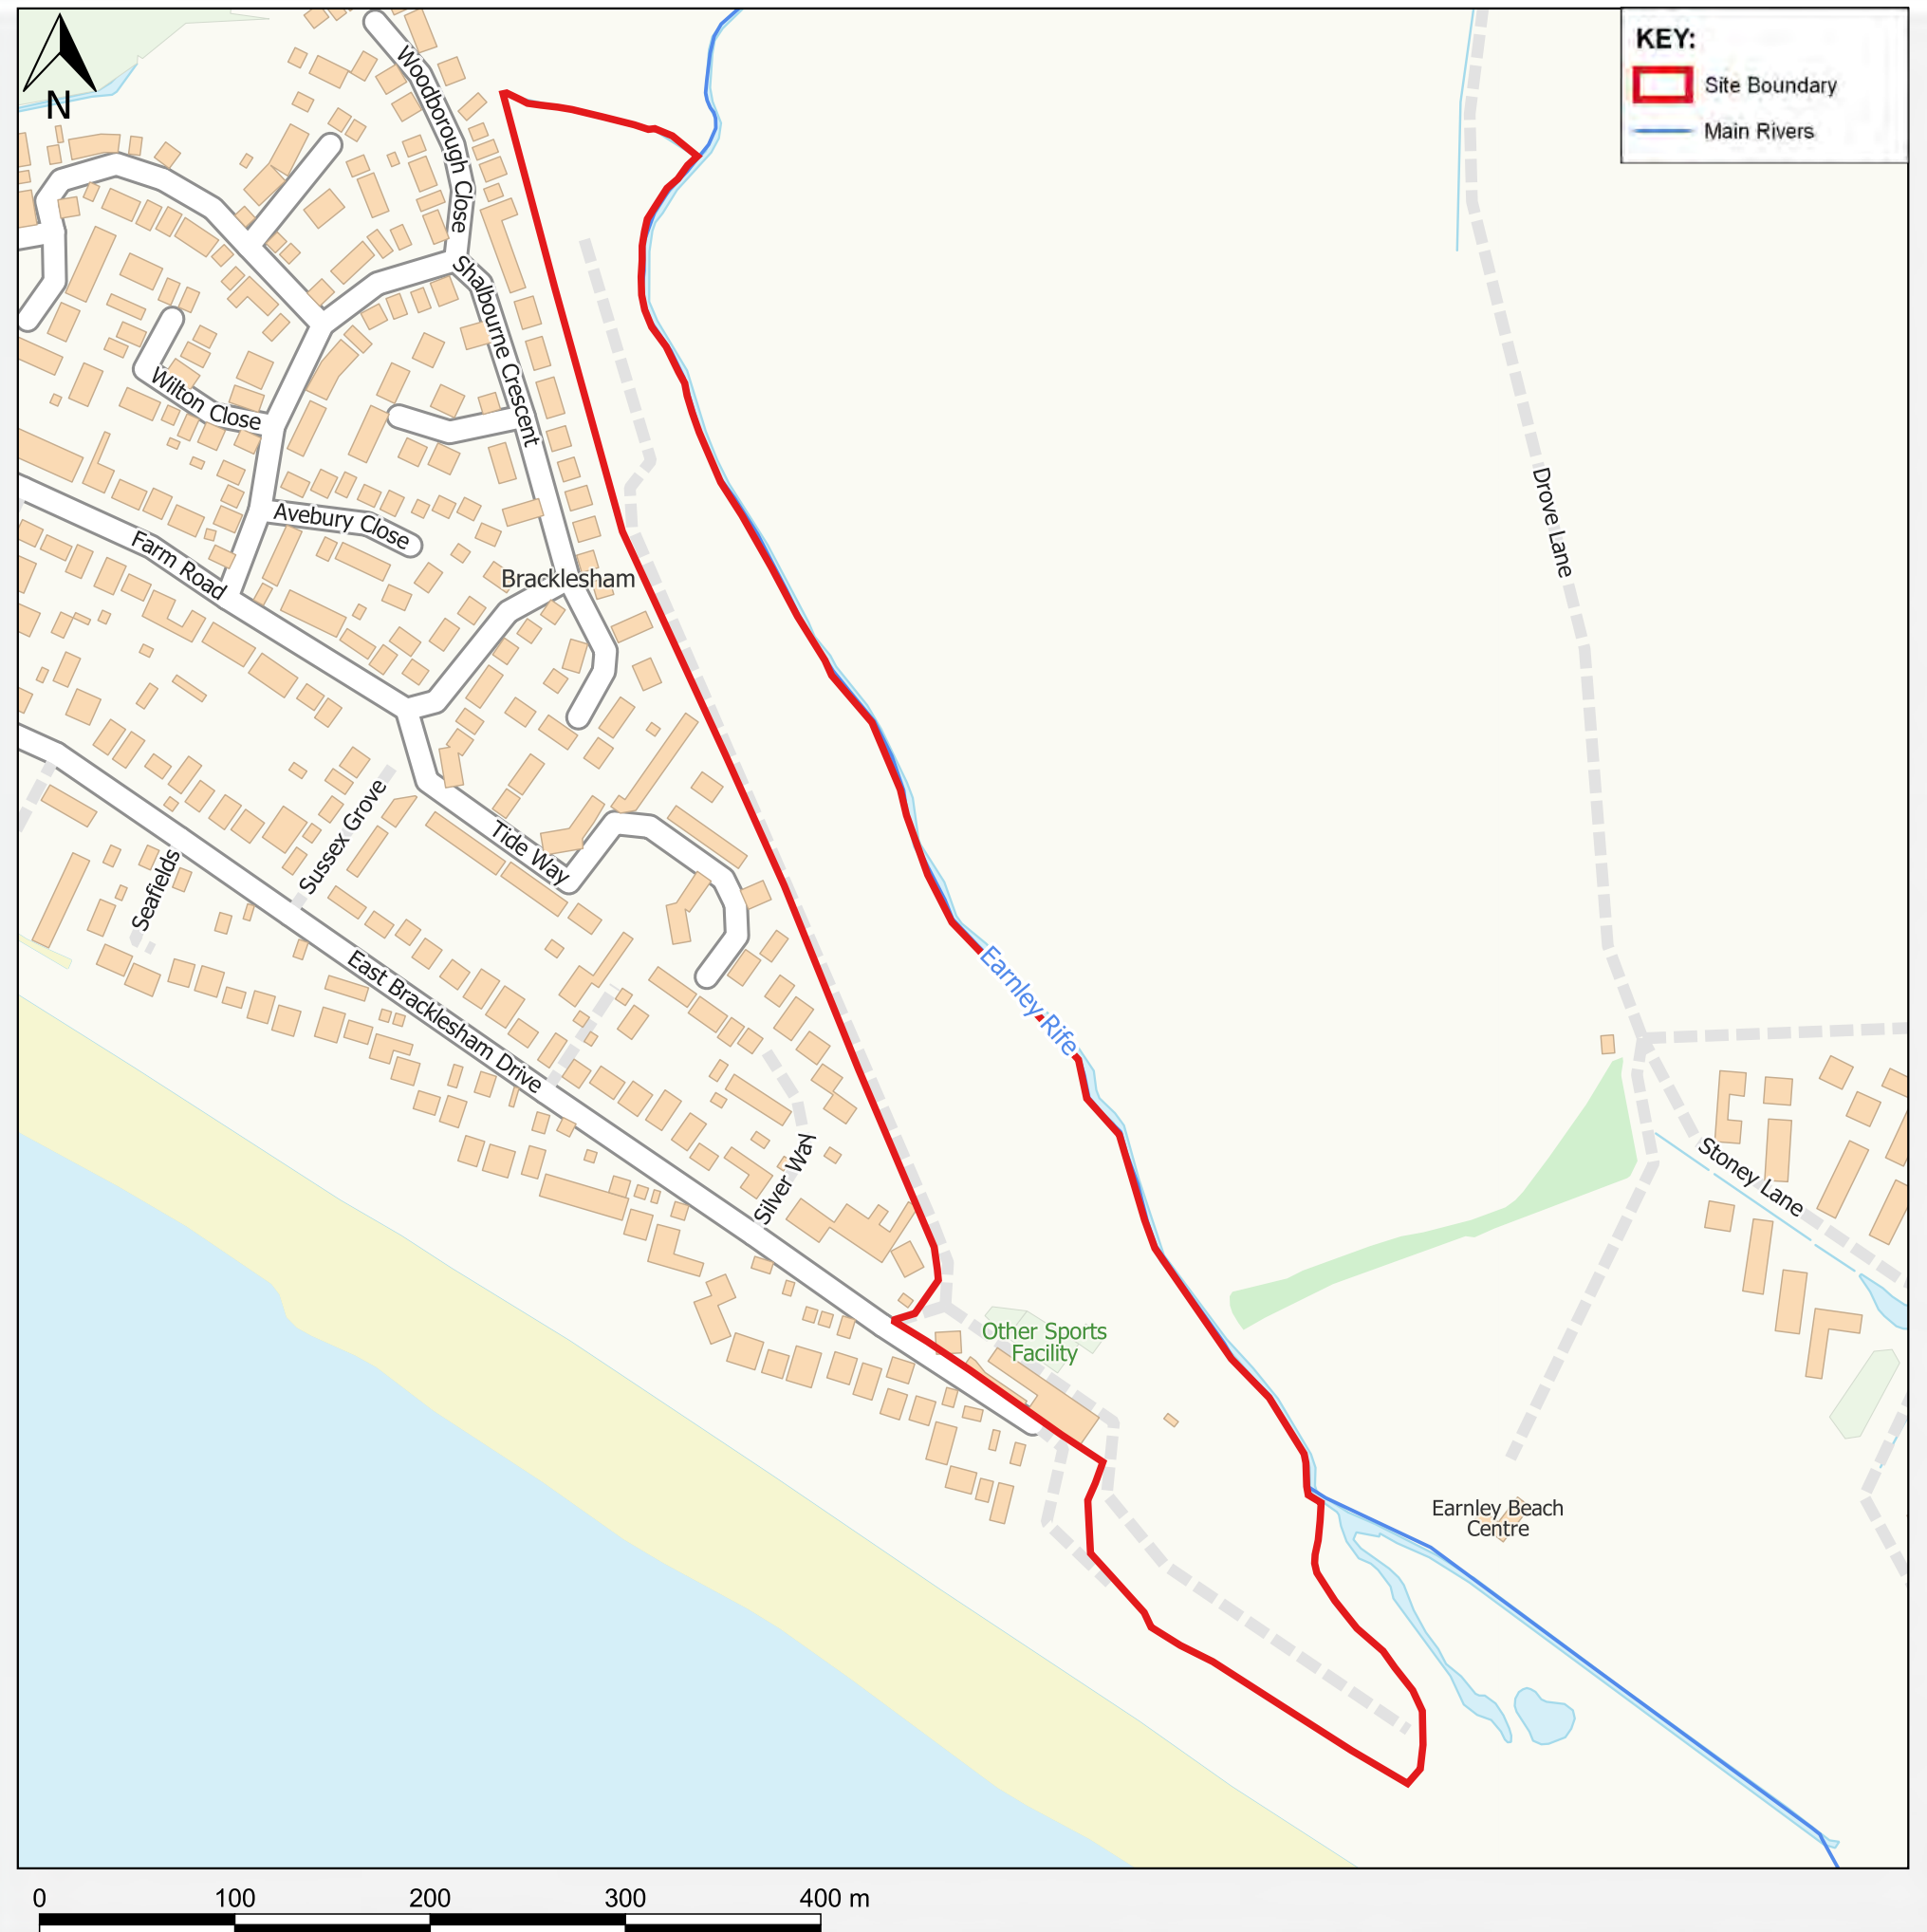 N
KEY:
Site Boundary
Main Rivers
Woodborough Close
Shalbourne Crescent
Wilton Close
Avebury Close
Farm Road
Bracklesham
Drove Lane
Sussex Grove
Tide Way
Seafields
East Bracklesham Drive
Earnley Rife
Silver Way
Stoney Lane
Other Sports
Facility
Earnley Beach
Centre
0 100 200 300 400 m